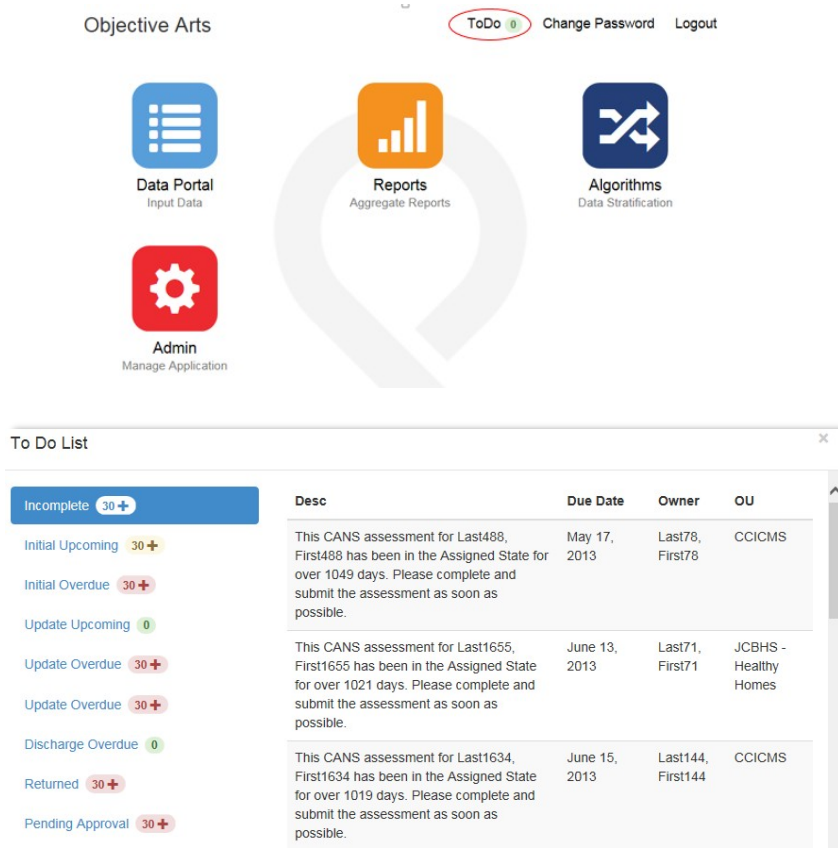 Objective Arts
ToDo 0 Change Password Logout
Data Portal
Input Data
Reports
Aggregate Reports
Algorithms
Data Stratification
Admin
Manage Application
To Do List
×
Incomplete 30+
Initial Upcoming 30+
Initial Overdue 30+
Update Upcoming 0
Update Overdue 30+
Update Overdue 30+
Discharge Overdue 0
Returned 30+
Pending Approval 30+
Desc Due Date Owner OU
This CANS assessment for Last488,
First488 has been in the Assigned State for
over 1049 days. Please complete and
submit the assessment as soon as
possible.
May 17,
2013
Last78,
First78
CCICMS
This CANS assessment for Last1655,
First1655 has been in the Assigned State
for over 1021 days. Please complete and
submit the assessment as soon as
possible.
June 13,
2013
Last71,
First71
JCBHS -
Healthy
Homes
This CANS assessment for Last1634,
First1634 has been in the Assigned State
for over 1019 days. Please complete and
submit the assessment as soon as
possible.
June 15,
2013
Last144,
First144
CCICMS